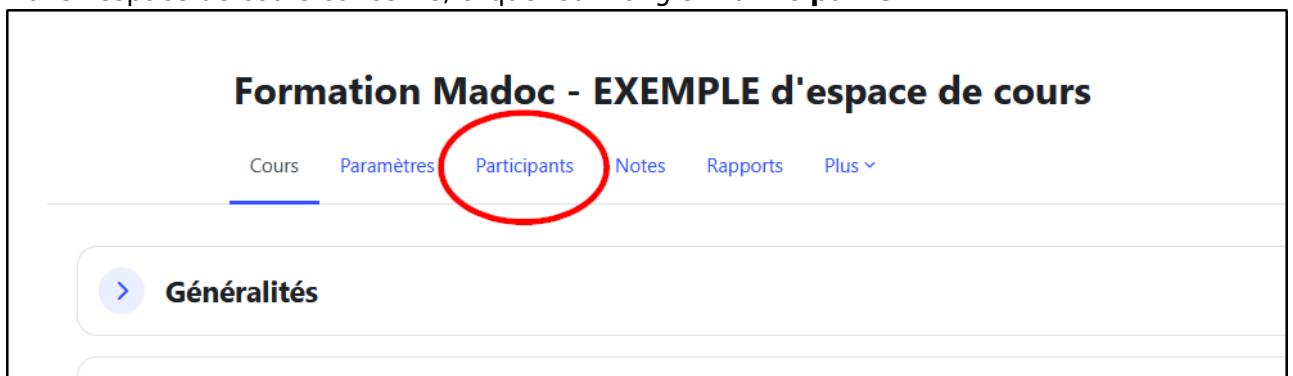 Formation Madoc - EXEMPLE d'espace de cours
Cours Paramètres Participants Notes Rapports Plus
Généralités